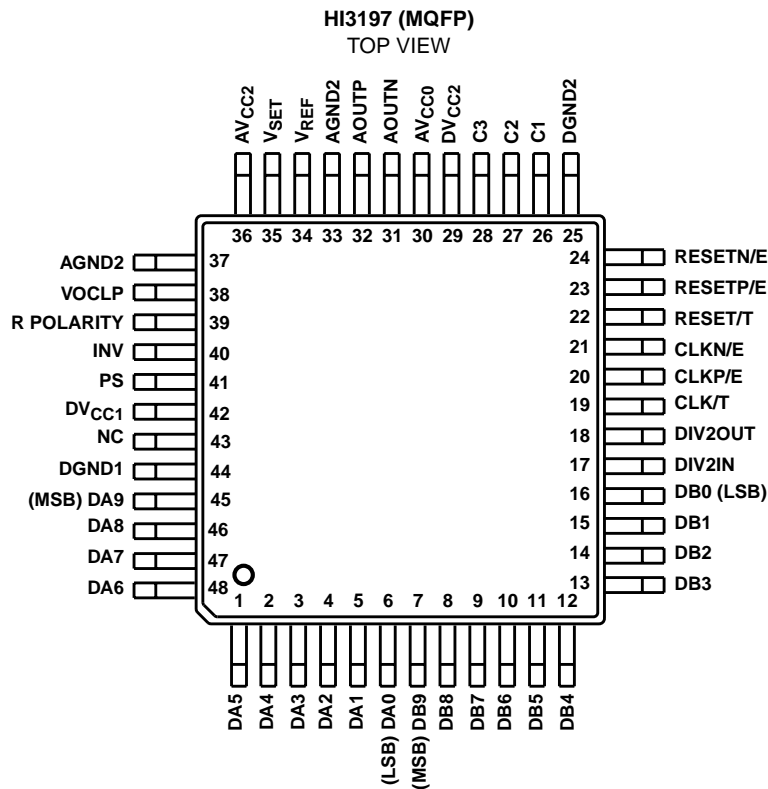 HI3197 (MQFP)
TOP VIEW
AVCC2
VSET
VREF
AGND2
AOUTP
AOUTN
AVCC0
DVCC2
C3
C2
C1
DGND2
36 35 34 33 32 31 30 29 28 27 26 25
AGND2 37
VOCLP 38
R POLARITY 39
INV 40
PS 41
DVCC1 42
NC 43
DGND1 44
(MSB) DA9 45
DA8 46
DA7 47
DA6 48
24 RESETN/E
23 RESETP/E
22 RESET/T
21 CLKN/E
20 CLKP/E
19 CLK/T
18 DIV2OUT
17 DIV2IN
16 DB0 (LSB)
15 DB1
14 DB2
13 DB3
1 2 3 4 5 6 7 8 9 10 11 12
DA5
DA4
DA3
DA2
DA1
(LSB) DA0
(MSB) DB9
DB8
DB7
DB6
DB5
DB4